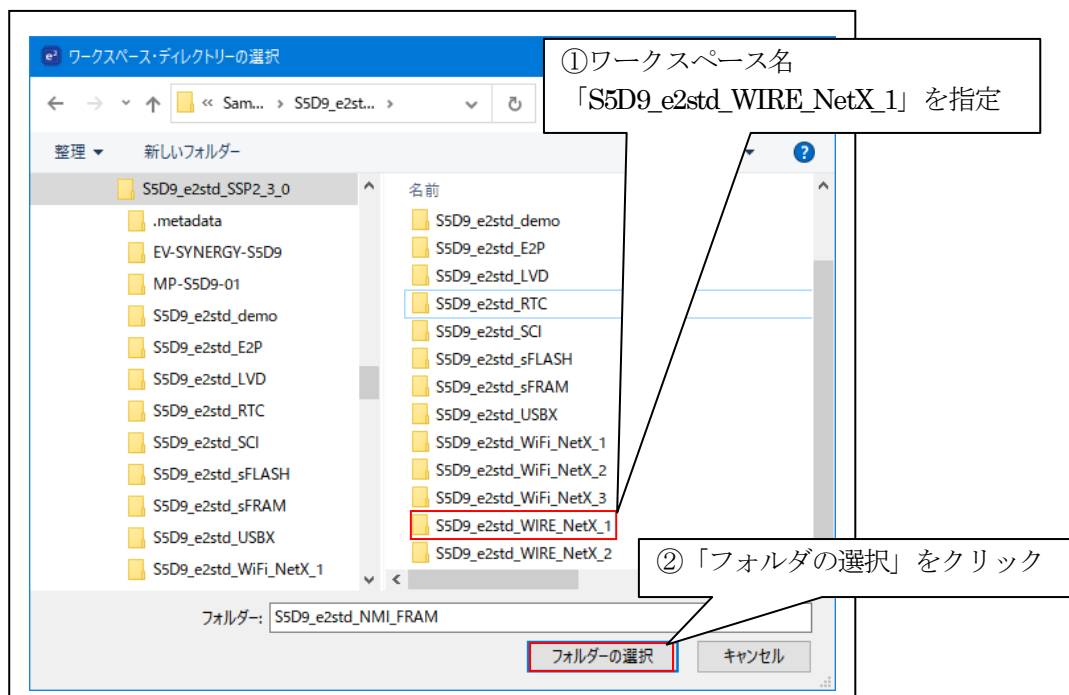 e² ワークスペース・ディレクトリーの選択
①ワークスペース名
「S5D9_e2std_WIRE_NetX_1」を指定
« Sam... › S5D9_e2st... ›
整理 新しいフォルダー
?
S5D9_e2std_SSP2_3_0
.metadata
EV-SYNERGY-S5D9
MP-S5D9-01
S5D9_e2std_demo
S5D9_e2std_E2P
S5D9_e2std_LVD
S5D9_e2std_RTC
S5D9_e2std_SCI
S5D9_e2std_sFLASH
S5D9_e2std_sFRAM
S5D9_e2std_USBX
S5D9_e2std_WiFi_NetX_1
名前
S5D9_e2std_demo
S5D9_e2std_E2P
S5D9_e2std_LVD
S5D9_e2std_RTC
S5D9_e2std_SCI
S5D9_e2std_sFLASH
S5D9_e2std_sFRAM
S5D9_e2std_USBX
S5D9_e2std_WiFi_NetX_1
S5D9_e2std_WiFi_NetX_2
S5D9_e2std_WiFi_NetX_3
S5D9_e2std_WIRE_NetX_1
S5D9_e2std_WIRE_NetX_2
②「フォルダの選択」をクリック
フォルダー: S5D9_e2std_NMI_FRAM
フォルダーの選択 キャンセル